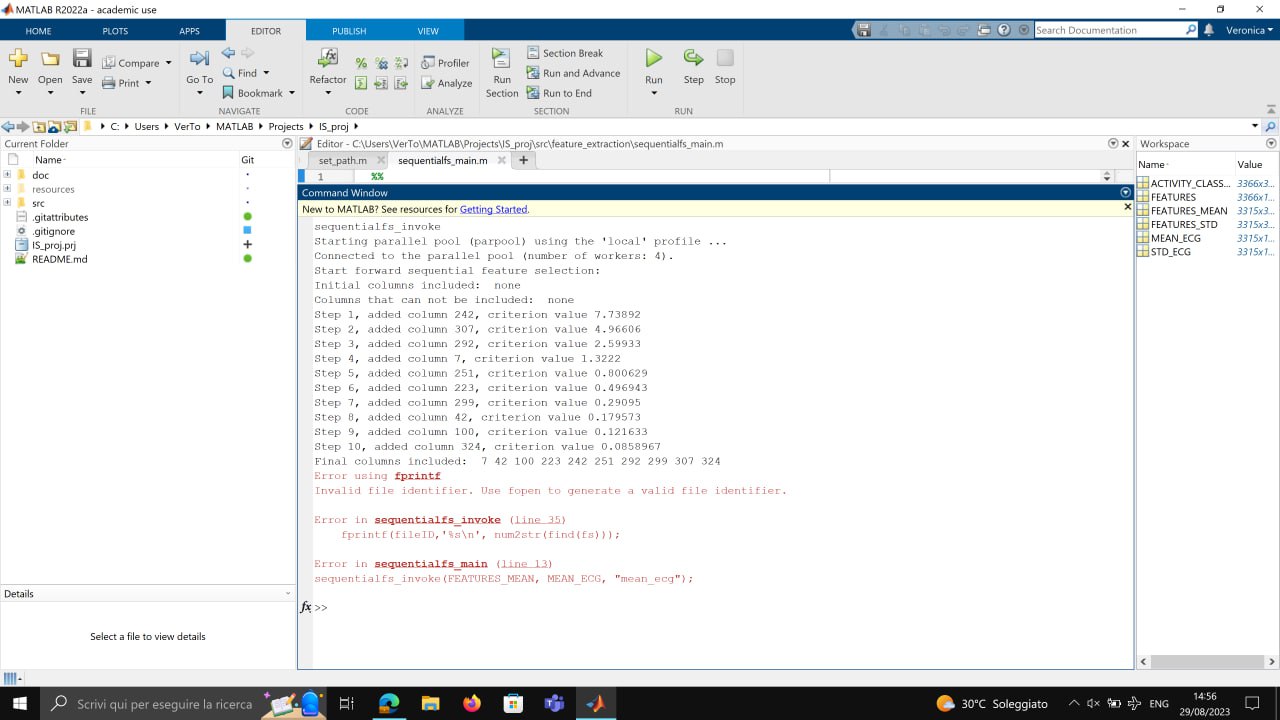 MATLAB R2022a - academic use
HOME PLOTS APPS EDITOR PUBLISH VIEW
Search Documentation
Veronica
New Open Save
Compare
Print
Go To
Find
Bookmark
Refactor
Profiler
Analyze
Run Section
Section Break
Run and Advance
Run to End
Run Step Stop
FILE NAVIGATE CODE ANALYZE SECTION RUN
C: Users VerTo MATLAB Projects IS_proj
Current Folder
Name Git
doc
resources
src
.gitattributes
.gitignore
IS_proj.prj
README.md
Details
Select a file to view details
Editor - C:\Users\VerTo\MATLAB\Projects\IS_proj\src\feature_extraction\sequentialfs_main.m
set_path.m sequentialfs_main.m
1 %%
Command Window
New to MATLAB? See resources for Getting Started.
sequentialfs_invoke
Starting parallel pool (parpool) using the 'local' profile ...
Connected to the parallel pool (number of workers: 4).
Start forward sequential feature selection:
Initial columns included: none
Columns that can not be included: none
Step 1, added column 242, criterion value 7.73892
Step 2, added column 307, criterion value 4.96606
Step 3, added column 292, criterion value 2.59933
Step 4, added column 7, criterion value 1.3222
Step 5, added column 251, criterion value 0.800629
Step 6, added column 223, criterion value 0.496943
Step 7, added column 299, criterion value 0.29095
Step 8, added column 42, criterion value 0.179573
Step 9, added column 100, criterion value 0.121633
Step 10, added column 324, criterion value 0.0858967
Final columns included: 7 42 100 223 242 251 292 299 307 324
Error using fprintf
Invalid file identifier. Use fopen to generate a valid file identifier.
Error in sequentialfs_invoke (line 35)
fprintf(fileID,'%s\n', num2str(find(fs)));
Error in sequentialfs_main (line 13)
sequentialfs_invoke(FEATURES_MEAN, MEAN_ECG, "mean_ecg");
fx >>
Workspace
Name Value
ACTIVITY_CLASS... 3366x3...
FEATURES 3366x1...
FEATURES_MEAN 3315x3...
FEATURES_STD 3315x3...
MEAN_ECG 3315x1...
STD_ECG 3315x1...
Scrivi qui per eseguire la ricerca
30°C Soleggiato
ENG
14:56
29/08/2023